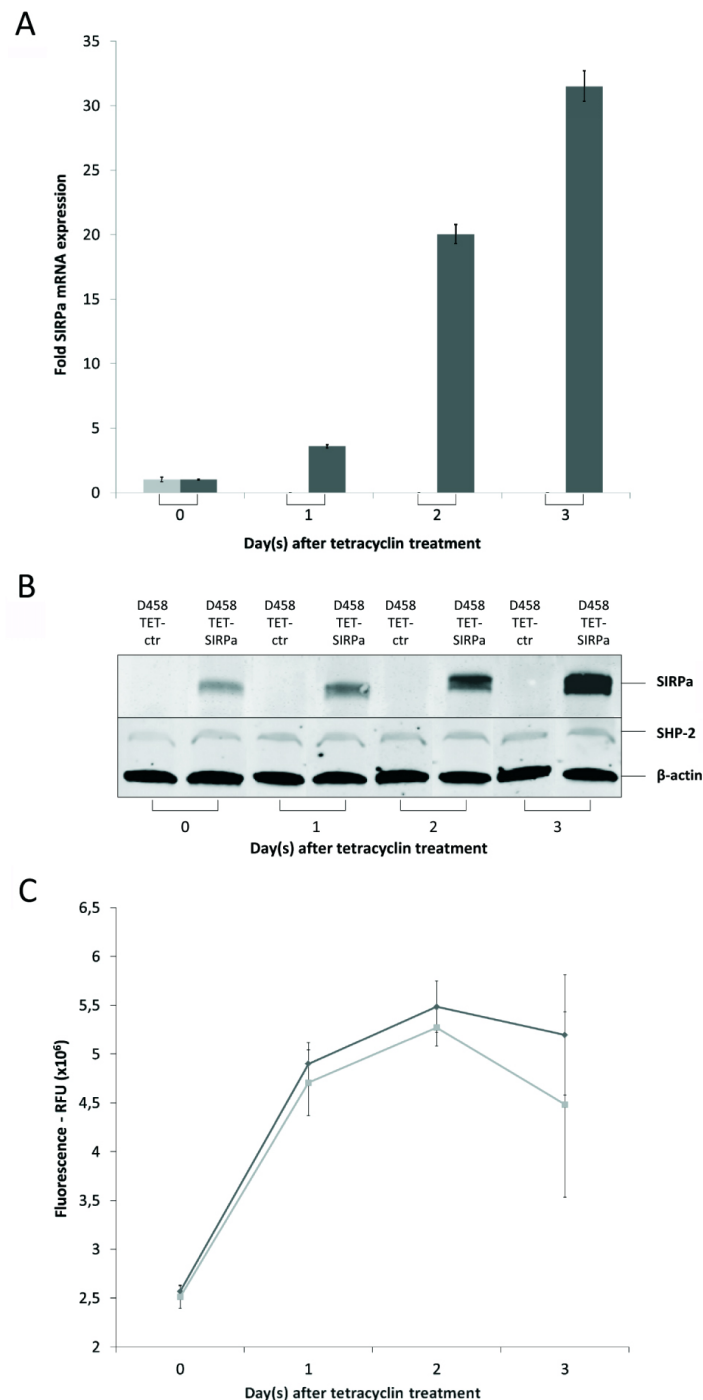 A
35
30
25
20
15
10
5
0
Fold SIRPa mRNA expression
0 1 2 3
Day(s) after tetracyclin treatment
B
D458 D458 D458 D458 D458 D458 D458 D458
TET- TET- TET- TET- TET- TET- TET- TET-
ctr SIRPa ctr SIRPa ctr SIRPa ctr SIRPa
SIRPa
SHP-2
β-actin
0 1 2 3
Day(s) after tetracyclin treatment
C
6,5
6
5,5
5
4,5
4
3,5
3
2,5
2
Fluorescence - RFU (x10⁶)
0 1 2 3
Day(s) after tetracyclin treatment